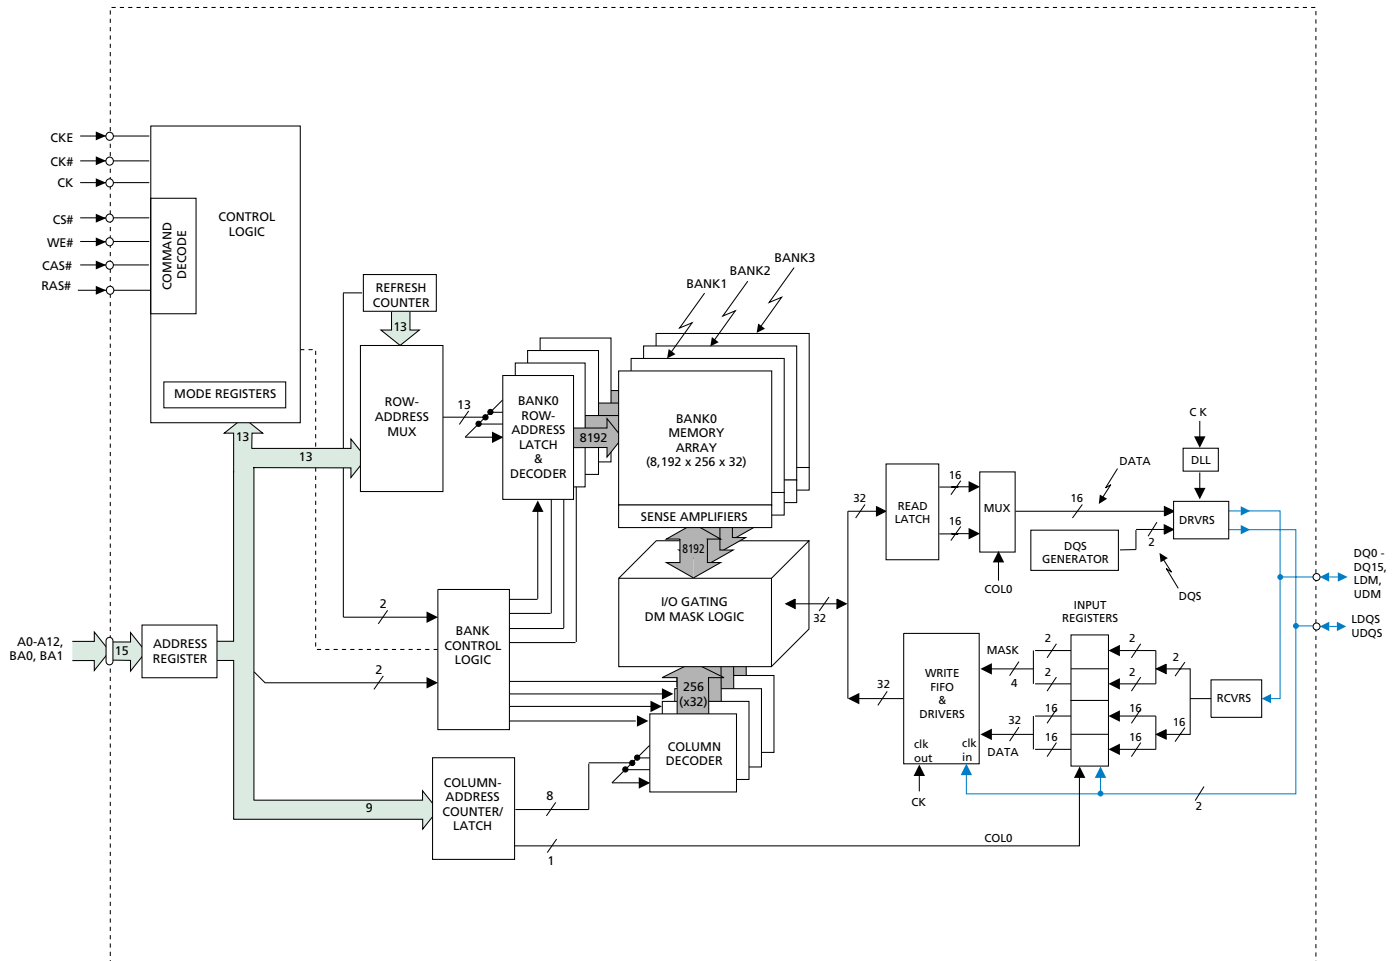 CKE
CK#
CK
CS#
WE#
CAS#
RAS#
COMMAND
DECODE
CONTROL
LOGIC
MODE REGISTERS
REFRESH
COUNTER
13
ROW-
ADDRESS
MUX
13
13
13
BANK0
ROW-
ADDRESS
LATCH
&
DECODER
8192
BANK1
BANK2
BANK3
BANK0
MEMORY
ARRAY
(8,192 x 256 x 32)
SENSE AMPLIFIERS
8192
I/O GATING
DM MASK LOGIC
32
32
READ
LATCH
16
16
MUX
COL0
16
DATA
DQS
GENERATOR
2
DQS
C K
DLL
DRVRS
DQ0 -
DQ15,
LDM,
UDM
LDQS
UDQS
A0-A12,
BA0, BA1
15
ADDRESS
REGISTER
2
2
BANK
CONTROL
LOGIC
256
(x32)
COLUMN
DECODER
9
COLUMN-
ADDRESS
COUNTER/
LATCH
8
1
COL0
32
WRITE
FIFO
&
DRIVERS
clk
out
clk
in
CK
MASK
4
32
DATA
INPUT
REGISTERS
2
2
16
16
2
2
16
16
2
16
RCVRS
2